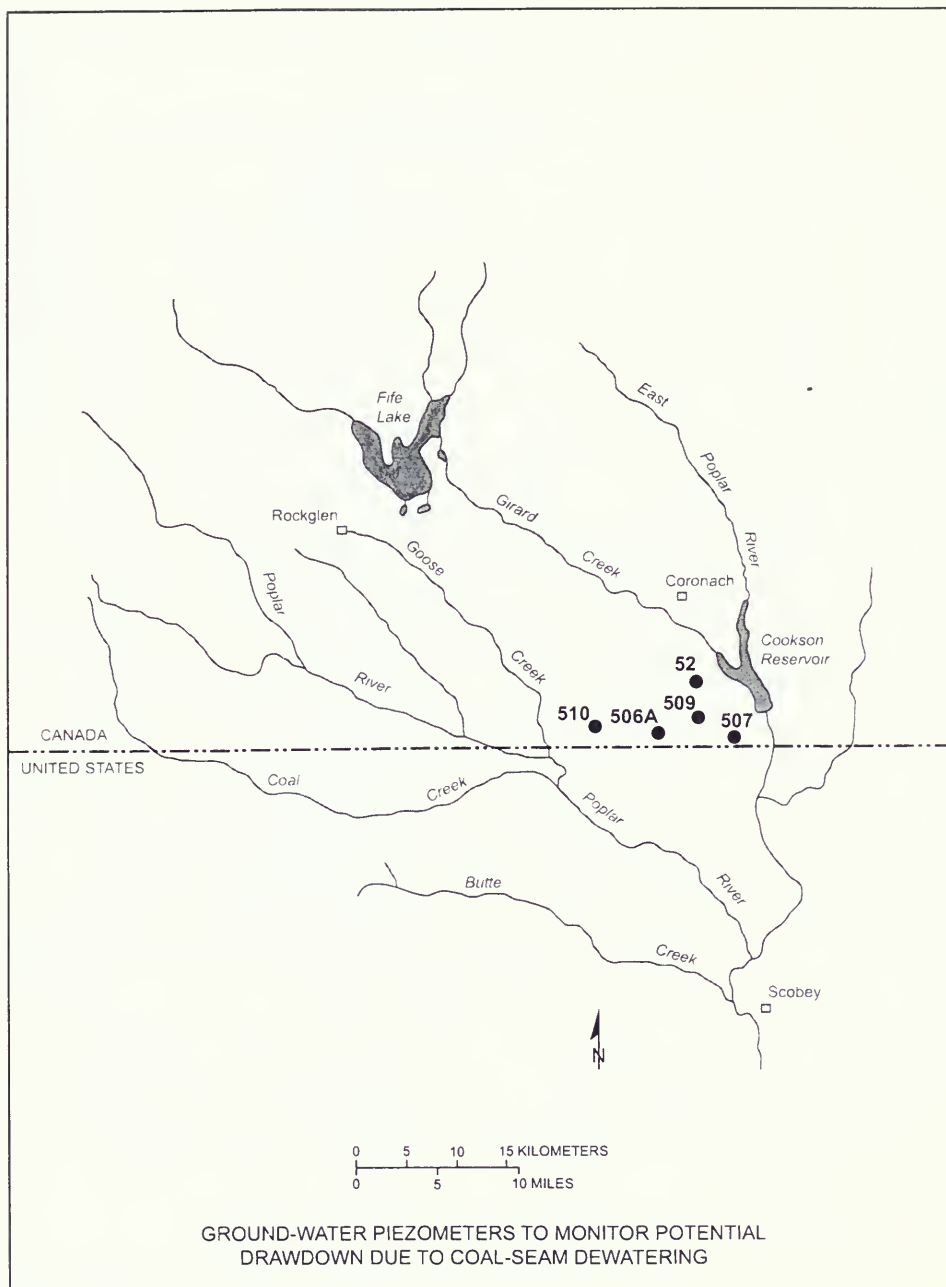 Fife
Lake
East
Poplar
River
Girard
Creek
Rockglen
Goose
Creek
Coronach
Cookson
Reservoir
Poplar
River
52
509
510
506A
507
CANADA
UNITED STATES
Coal
Creek
Poplar
River
Butte
Creek
Scobey
N
0 5 10 15 KILOMETERS
0 5 10 MILES
GROUND-WATER PIEZOMETERS TO MONITOR POTENTIAL
DRAWDOWN DUE TO COAL-SEAM DEWATERING